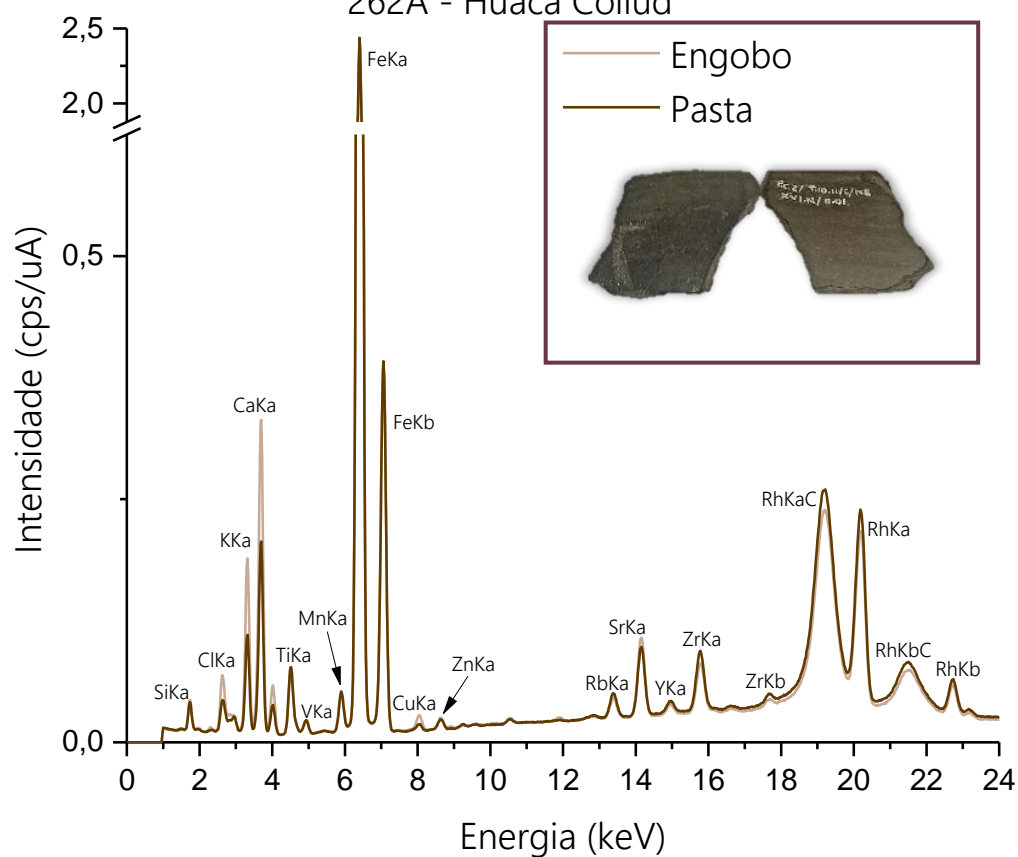 262A - Huaca Collud
2,5
2,0
0,5
0,0
Intensidade (cps/uA)
Engobo
Pasta
FeKa
FeKb
CaKa
KKa
ClKa
SiKa
TiKa
VKa
MnKa
CuKa
ZnKa
RbKa
SrKa
YKa
ZrKa
ZrKb
RhKaC
RhKa
RhKbC
RhKb
0 2 4 6 8 10 12 14 16 18 20 22 24
Energia (keV)